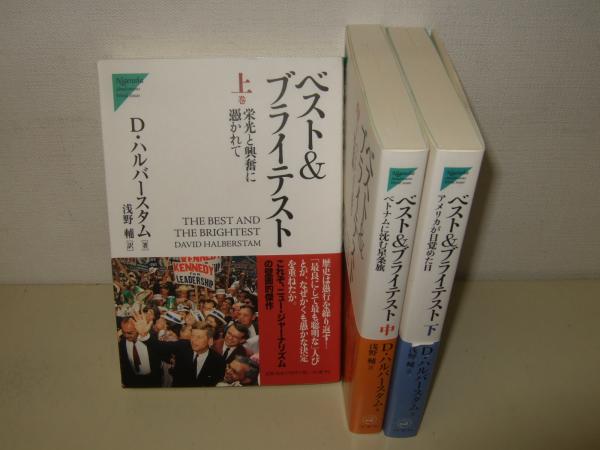 Nigensha
ベスト&
ブライテスト
上巻
栄光と興奮に
憑かれて
D・ハルバースタム[著]
浅野 輔[訳]
THE BEST AND
THE BRIGHTEST
DAVID HALBERSTAM
KENNEDY
FOR
LEADERSHIP
歴史は愚行を繰り返す!
「最良にして最も聡明な」人び
とが、なぜかくも愚かな決定
を重ねたか。
これぞ、ニュー・ジャーナリズム
の健画的傑作
ベスト&ブライテスト 中
ベトナムに沈む星条旗
D・ハルバースタム
浅野 輔
ベスト&ブライテスト 下
アメリカが目覚めた日
D・ハルバースタム
浅野 輔